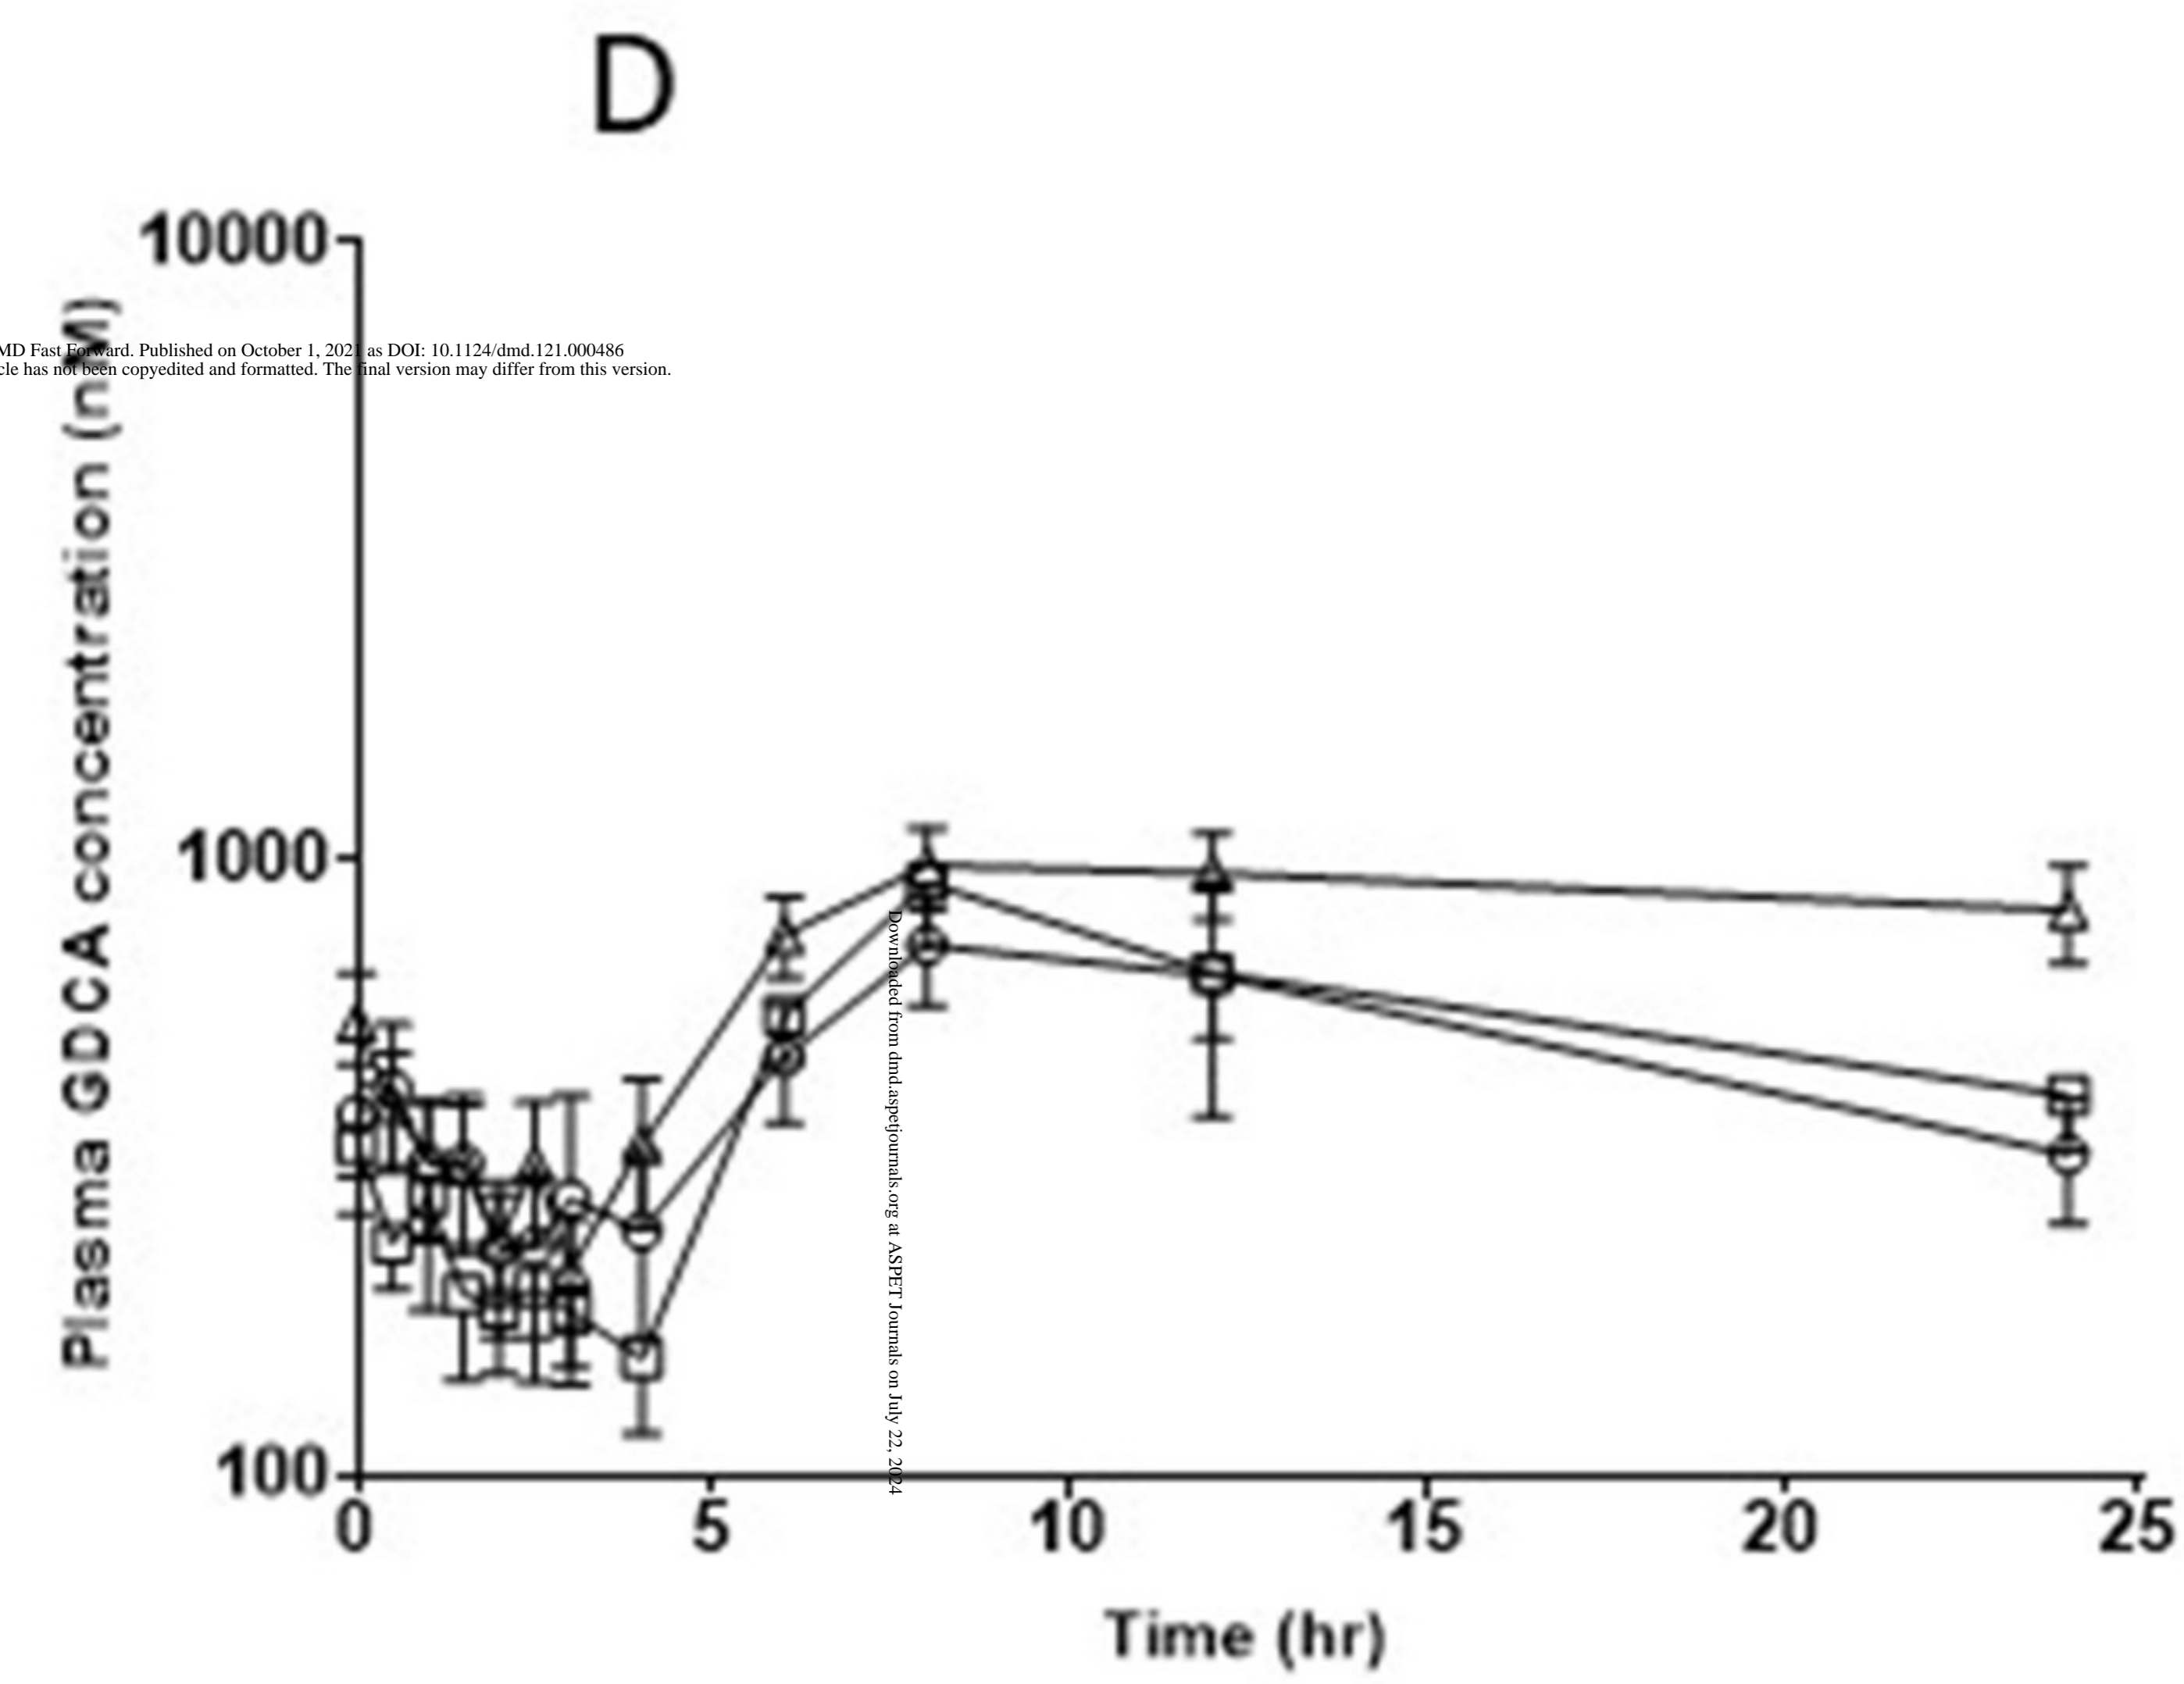 D
10000
MD Fast Forward. Published on October 1, 2021 as DOI: 10.1124/dmd.121.000486
cle has not been copyedited and formatted. The final version may differ from this version.
Plasma GDCA concentration (nM)
1000
Downloaded from dmd.aspetjournals.org at ASPET Journals on July 22, 2024
100
0 5 10 15 20 25
Time (hr)